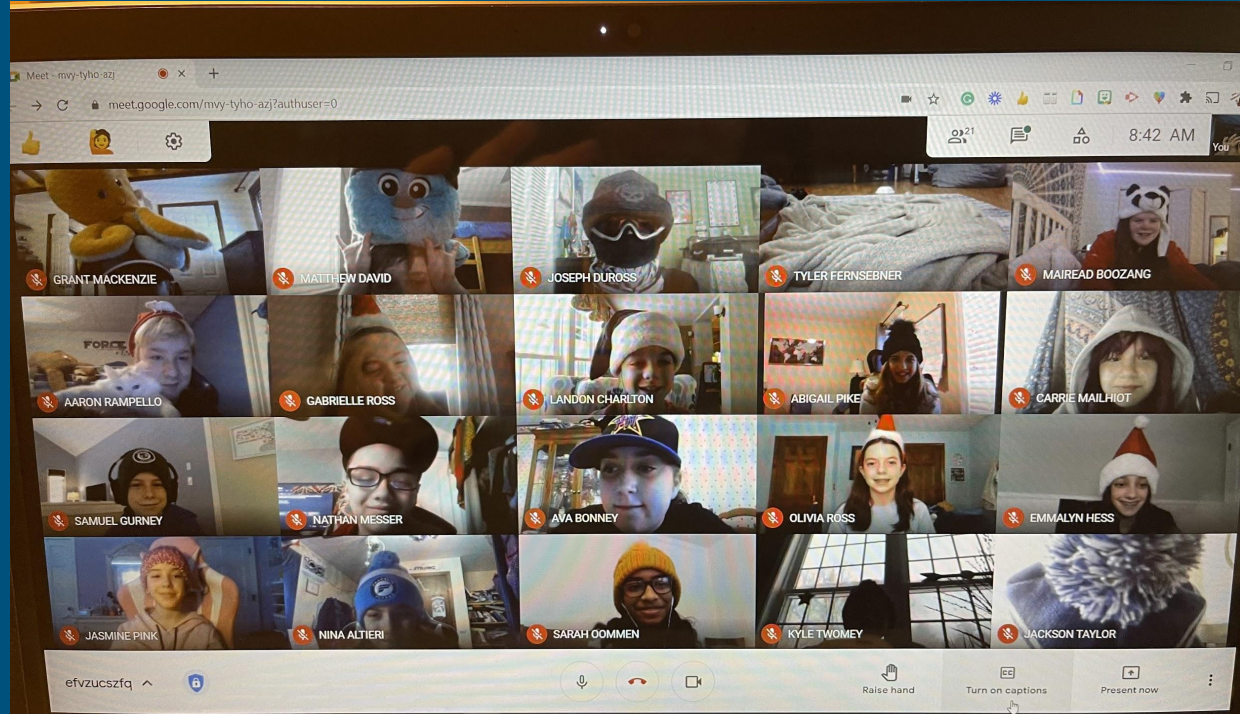 Meet - mvy-tyho-azj
meet.google.com/mvy-tyho-azj?authuser=0
21
8:42 AM
You
GRANT MACKENZIE
MATTHEW DAVID
JOSEPH DUROSS
TYLER FERNSEBNER
MAIREAD BOOZANG
FORCE
AARON RAMPELLO
GABRIELLE ROSS
LANDON CHARLTON
ABIGAIL PIKE
CARRIE MAILHIOT
SAMUEL GURNEY
NATHAN MESSER
AVA BONNEY
OLIVIA ROSS
EMMALYN HESS
JASMINE PINK
NINA ALTIERI
SARAH OOMMEN
KYLE TWOMEY
JACKSON TAYLOR
efvzucszfq
Raise hand
CC
Turn on captions
Present now